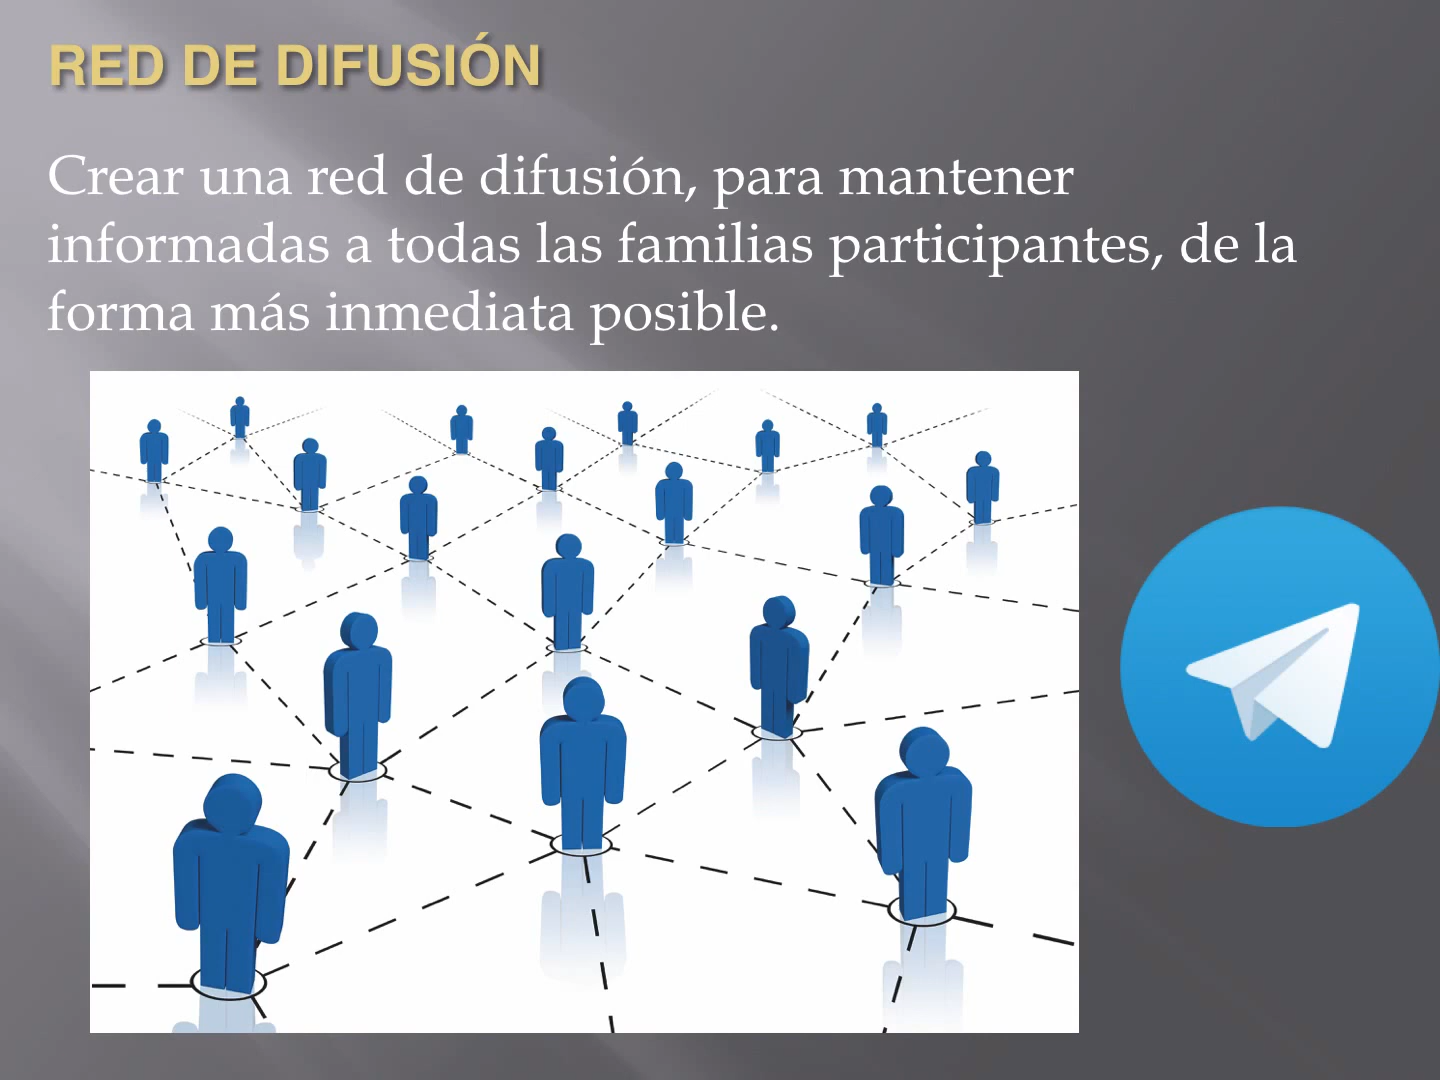 RED DE DIFUSIÓN
Crear una red de difusión, para mantener
informadas a todas las familias participantes, de la
forma más inmediata posible.